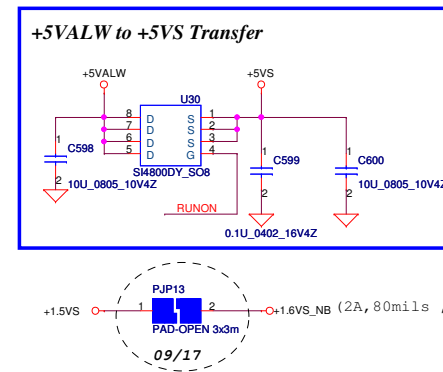 +5VALW to +5VS Transfer
+5VALW
+5VS
U30
8 D S 1
7 D S 2
6 D S 3
5 D G 4
SI4800DY_SO8
1
C598
2
10U_0805_10V4Z
RUNON
1
C599
2
0.1U_0402_16V4Z
1
C600
2
10U_0805_10V4Z
PJP13
+1.5VS 1 2 +1.6VS_NB (2A,80mils ,
PAD-OPEN 3x3m
09/17